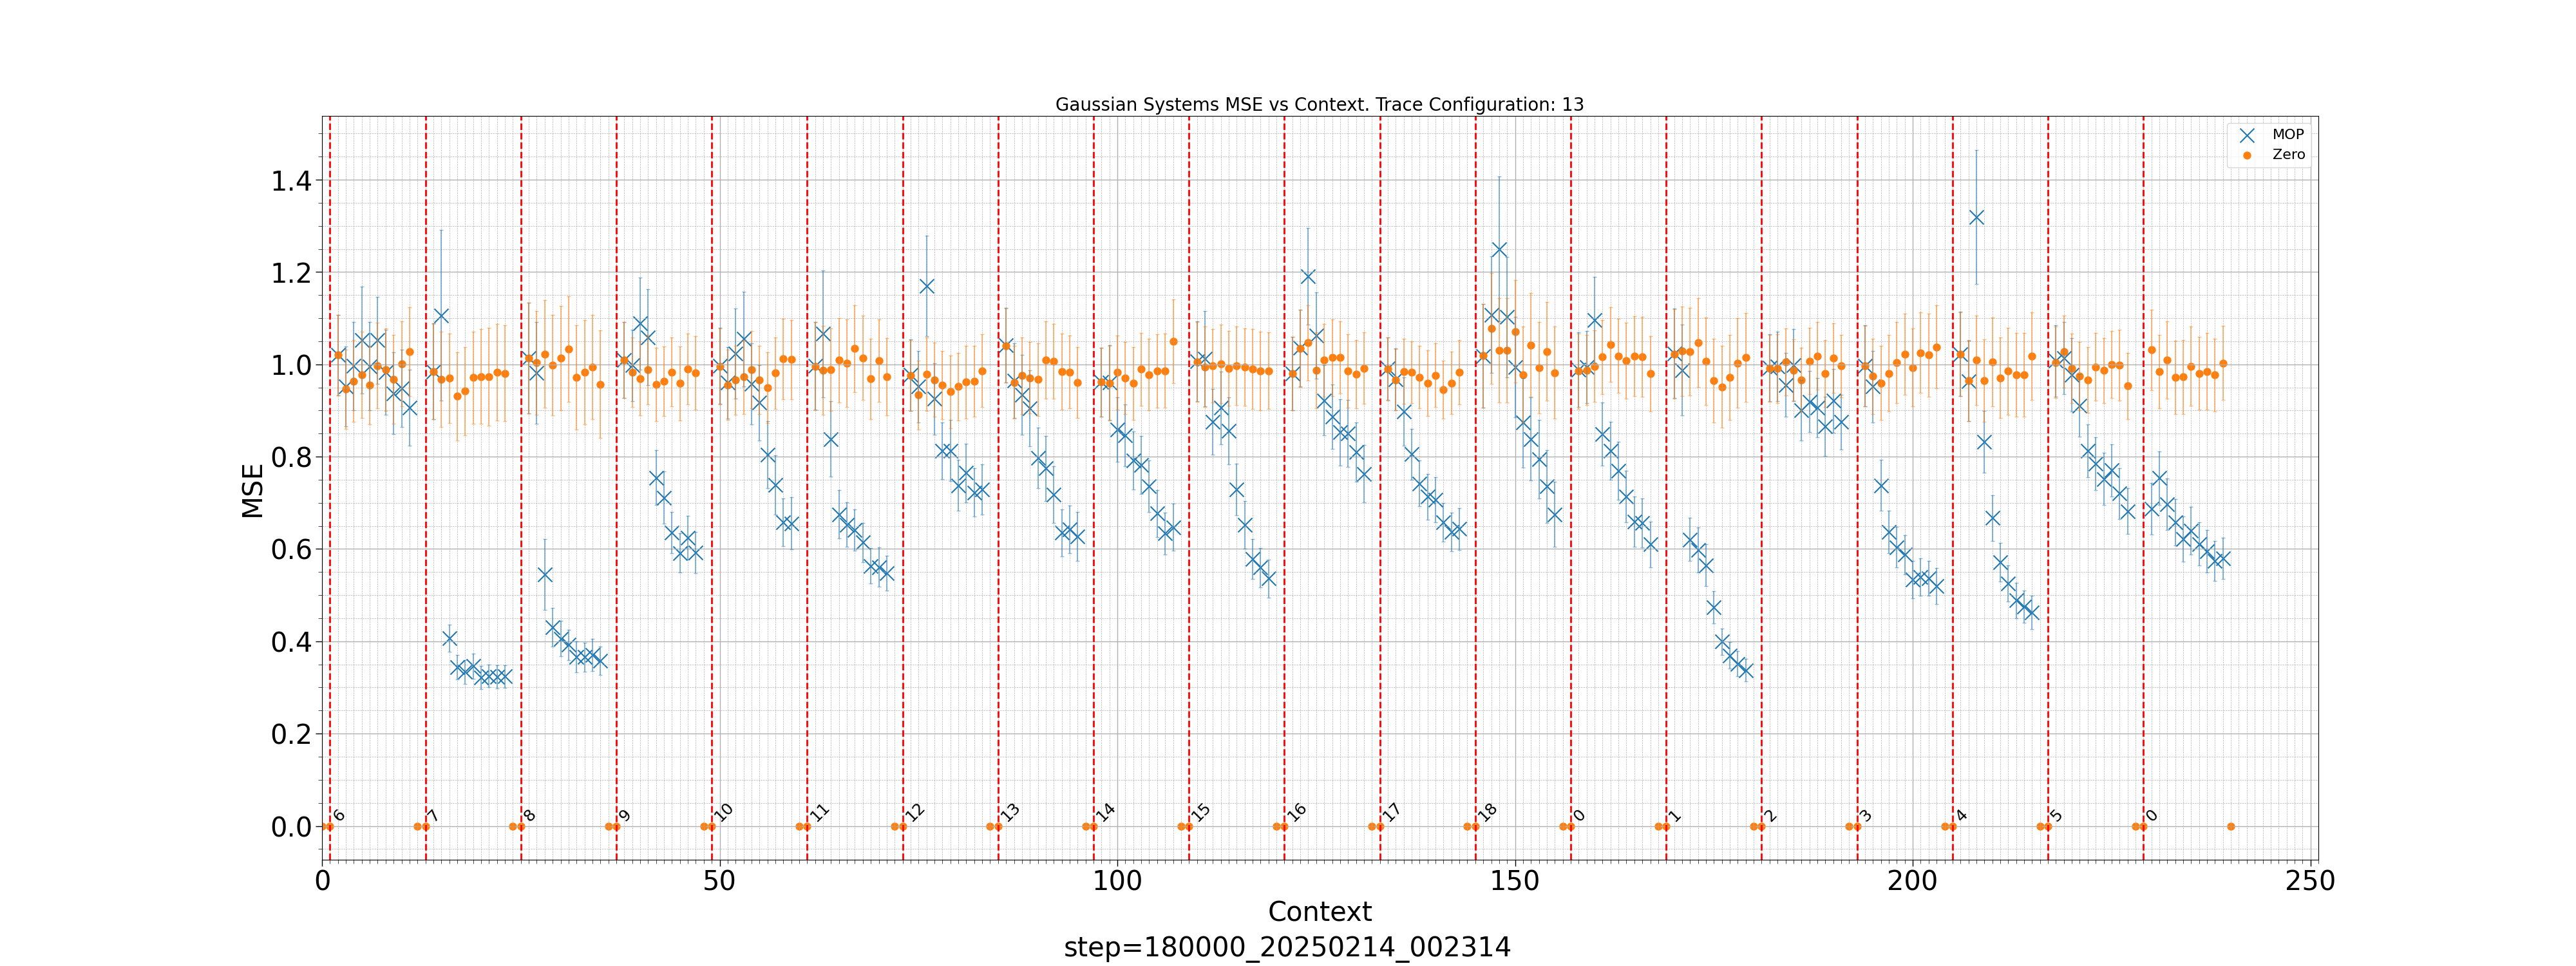 Gaussian Systems MSE vs Context. Trace Configuration: 13
MOP
Zero
MSE
1.4
1.2
1.0
0.8
0.6
0.4
0.2
0.0
6 7 8 9 10 11 12 13 14 15 16 17 18 0 1 2 3 4 5 0
0 50 100 150 200 250
Context
step=180000_20250214_002314